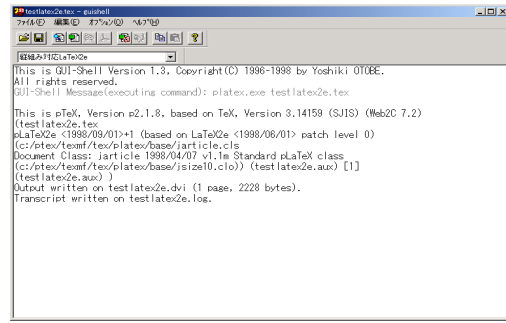 testlatex2e.tex - guishell
ファイル(F) 編集(E) オプション(O) ヘルプ(H)
縦組み対応LaTeX2e
This is GUI-Shell Version 1.3, Copyright(C) 1996-1998 by Yoshiki OTOBE.
All rights reserved.
GUI-Shell Message(executing command): platex.exe testlatex2e.tex
This is pTeX, Version p2.1.8, based on TeX, Version 3.14159 (SJIS) (Web2C 7.2)
(testlatex2e.tex
pLaTeX2e <1998/09/01>+1 (based on LaTeX2e <1998/06/01> patch level 0)
(c:/ptex/texmf/tex/platex/base/jarticle.cls
Document Class: jarticle 1998/04/07 v1.1m Standard pLaTeX class
(c:/ptex/texmf/tex/platex/base/jsize10.clo)) (testlatex2e.aux) [1]
(testlatex2e.aux) )
Output written on testlatex2e.dvi (1 page, 2228 bytes).
Transcript written on testlatex2e.log.